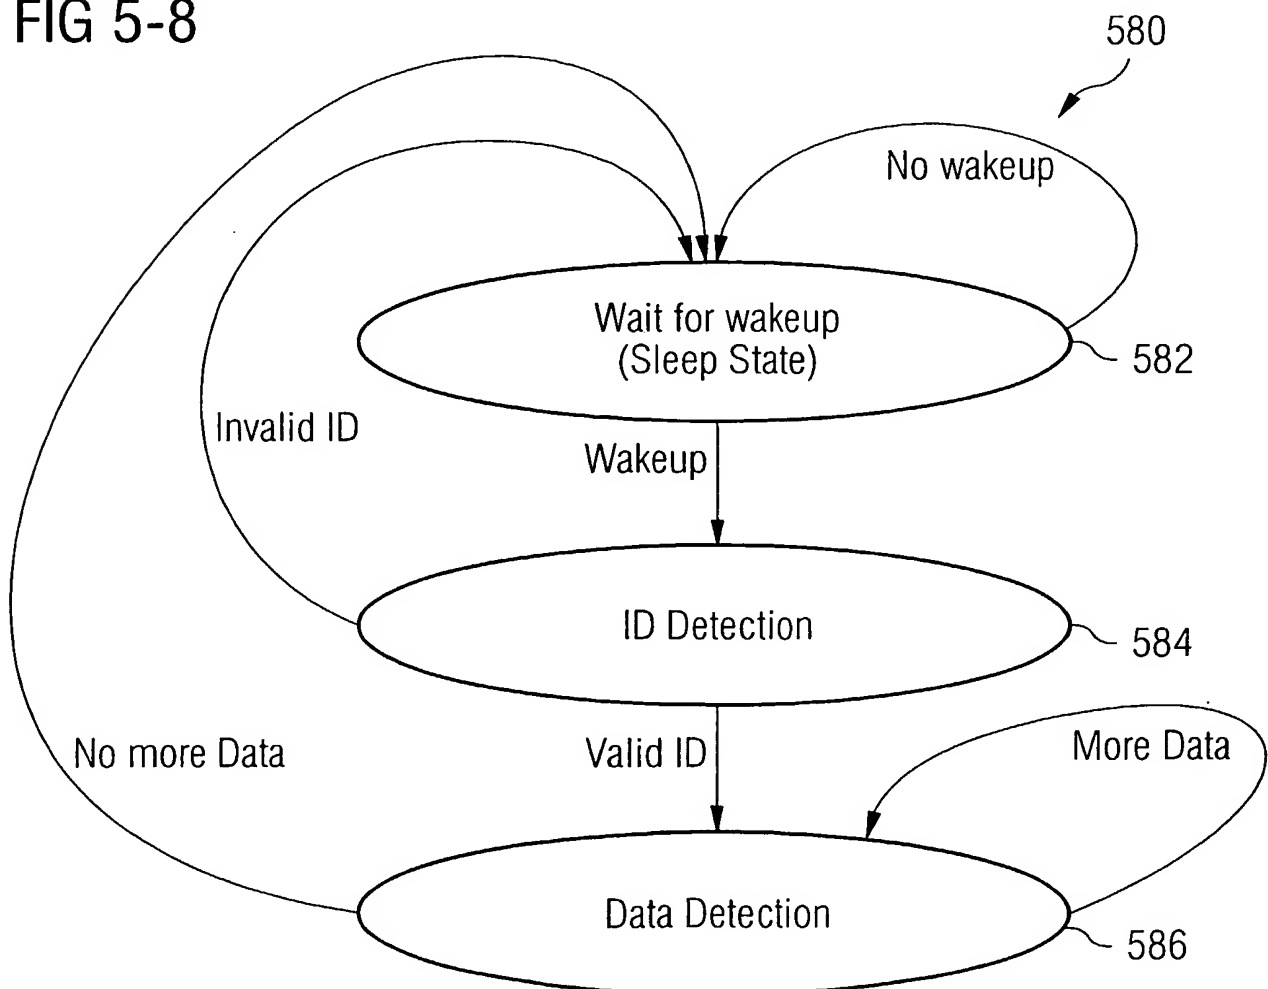 FIG 5-8
580
No wakeup
Wait for wakeup
(Sleep State)
582
Invalid ID
Wakeup
ID Detection
584
No more Data
Valid ID
More Data
Data Detection
586